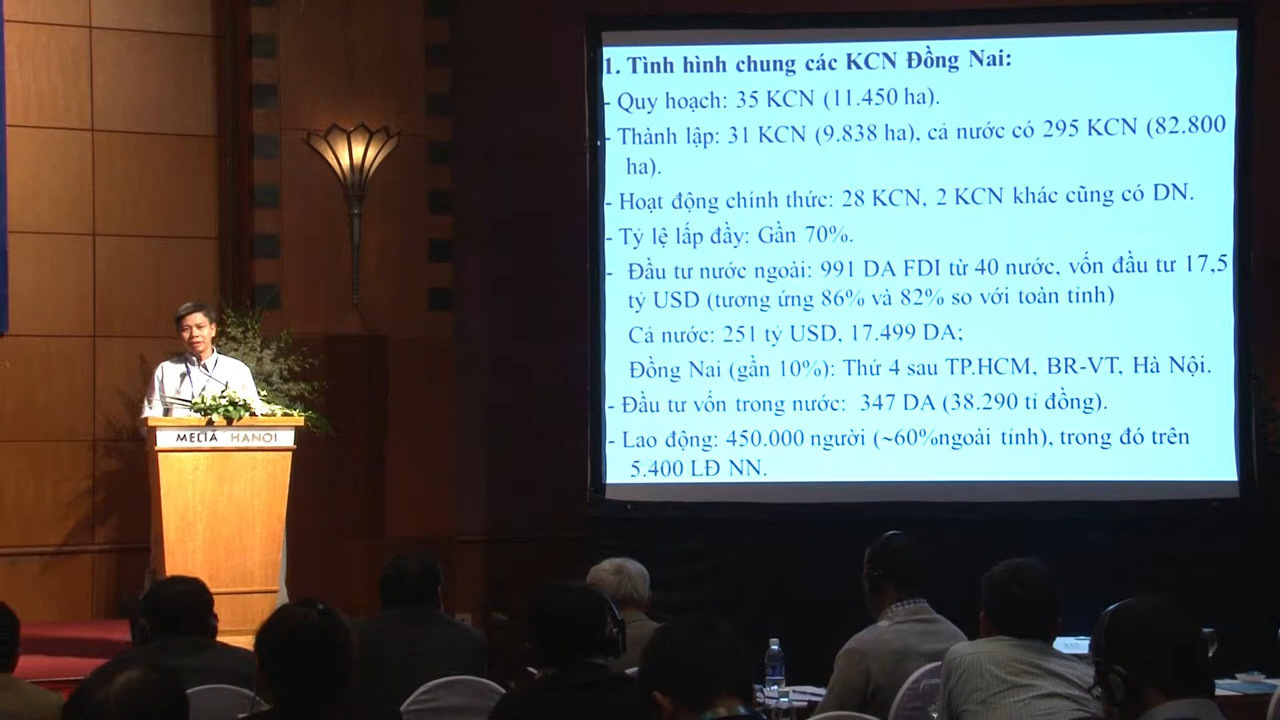 1. Tình hình chung các KCN Đồng Nai:
- Quy hoạch: 35 KCN (11.450 ha).
- Thành lập: 31 KCN (9.838 ha), cả nước có 295 KCN (82.800
ha).
- Hoạt động chính thức: 28 KCN, 2 KCN khác cũng có DN.
- Tỷ lệ lấp đầy: Gần 70%.
- Đầu tư nước ngoài: 991 DA FDI từ 40 nước, vốn đầu tư 17,5
tỷ USD (tương ứng 86% và 82% so với toàn tỉnh)
Cả nước: 251 tỷ USD, 17.499 DA;
Đồng Nai (gần 10%): Thứ 4 sau TP.HCM, BR-VT, Hà Nội.
- Đầu tư vốn trong nước: 347 DA (38.290 tỉ đồng).
- Lao động: 450.000 người (~60%ngoài tỉnh), trong đó trên
5.400 LĐ NN.
MELIÃ HANOI